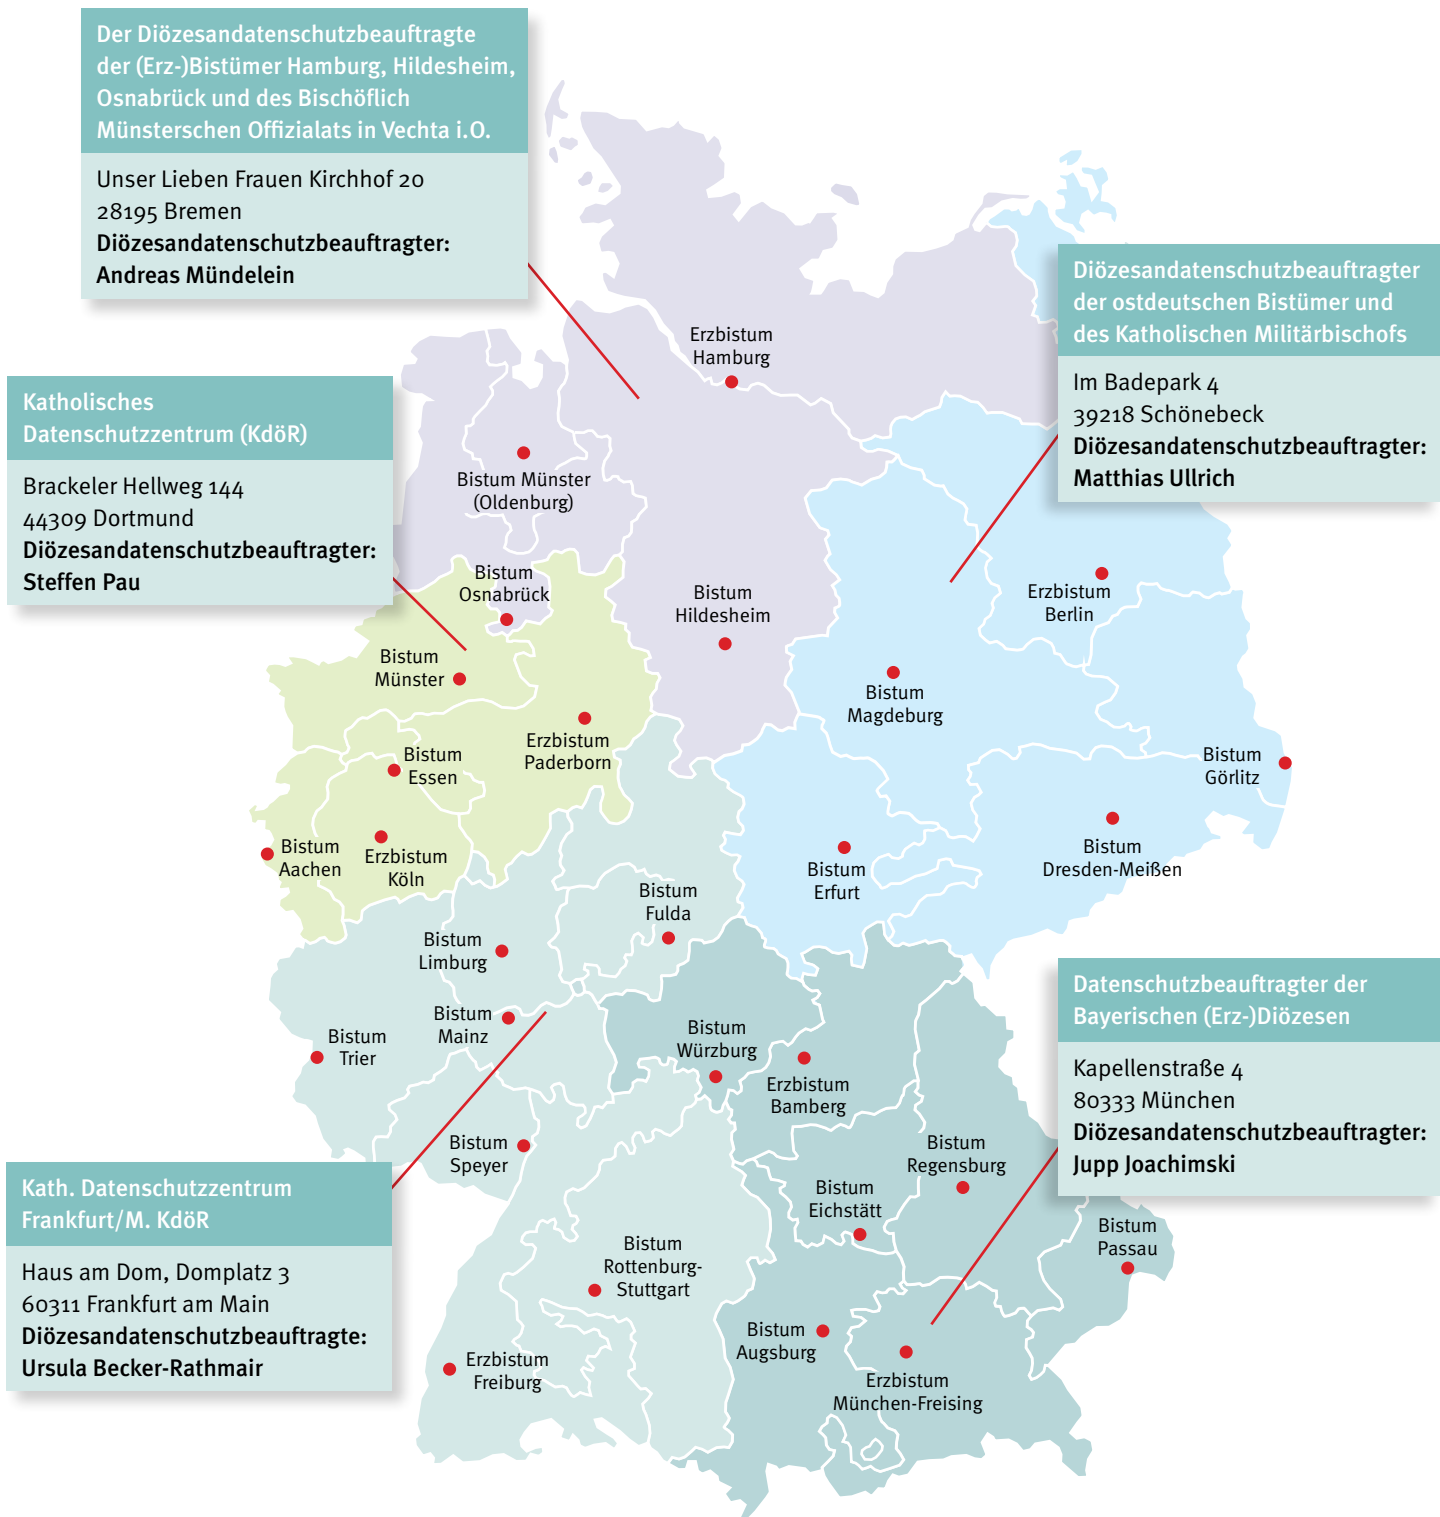 Der Diözesandatenschutzbeauftragte
der (Erz-)Bistümer Hamburg, Hildesheim,
Osnabrück und des Bischöflich
Münsterschen Offizialats in Vechta i.O.
Unser Lieben Frauen Kirchhof 20
28195 Bremen
Diözesandatenschutzbeauftragter:
Andreas Mündelein
Diözesandatenschutzbeauftragter
der ostdeutschen Bistümer und
des Katholischen Militärbischofs
Im Badepark 4
39218 Schönebeck
Diözesandatenschutzbeauftragter:
Matthias Ullrich
Katholisches
Datenschutzzentrum (KdöR)
Brackeler Hellweg 144
44309 Dortmund
Diözesandatenschutzbeauftragter:
Steffen Pau
Erzbistum
Hamburg
Bistum Münster
(Oldenburg)
Bistum
Osnabrück
Bistum
Hildesheim
Erzbistum
Berlin
Bistum
Münster
Bistum
Magdeburg
Erzbistum
Paderborn
Bistum
Essen
Bistum
Görlitz
Bistum
Aachen
Erzbistum
Köln
Bistum
Erfurt
Bistum
Dresden-Meißen
Bistum
Fulda
Bistum
Limburg
Bistum
Mainz
Bistum
Trier
Bistum
Würzburg
Erzbistum
Bamberg
Datenschutzbeauftragter der
Bayerischen (Erz-)Diözesen
Kapellenstraße 4
80333 München
Diözesandatenschutzbeauftragter:
Jupp Joachimski
Bistum
Speyer
Bistum
Regensburg
Bistum
Eichstätt
Bistum
Passau
Kath. Datenschutzzentrum
Frankfurt/M. KdöR
Haus am Dom, Domplatz 3
60311 Frankfurt am Main
Diözesandatenschutzbeauftragte:
Ursula Becker-Rathmair
Bistum
Rottenburg-
Stuttgart
Bistum
Augsburg
Erzbistum
Freiburg
Erzbistum
München-Freising